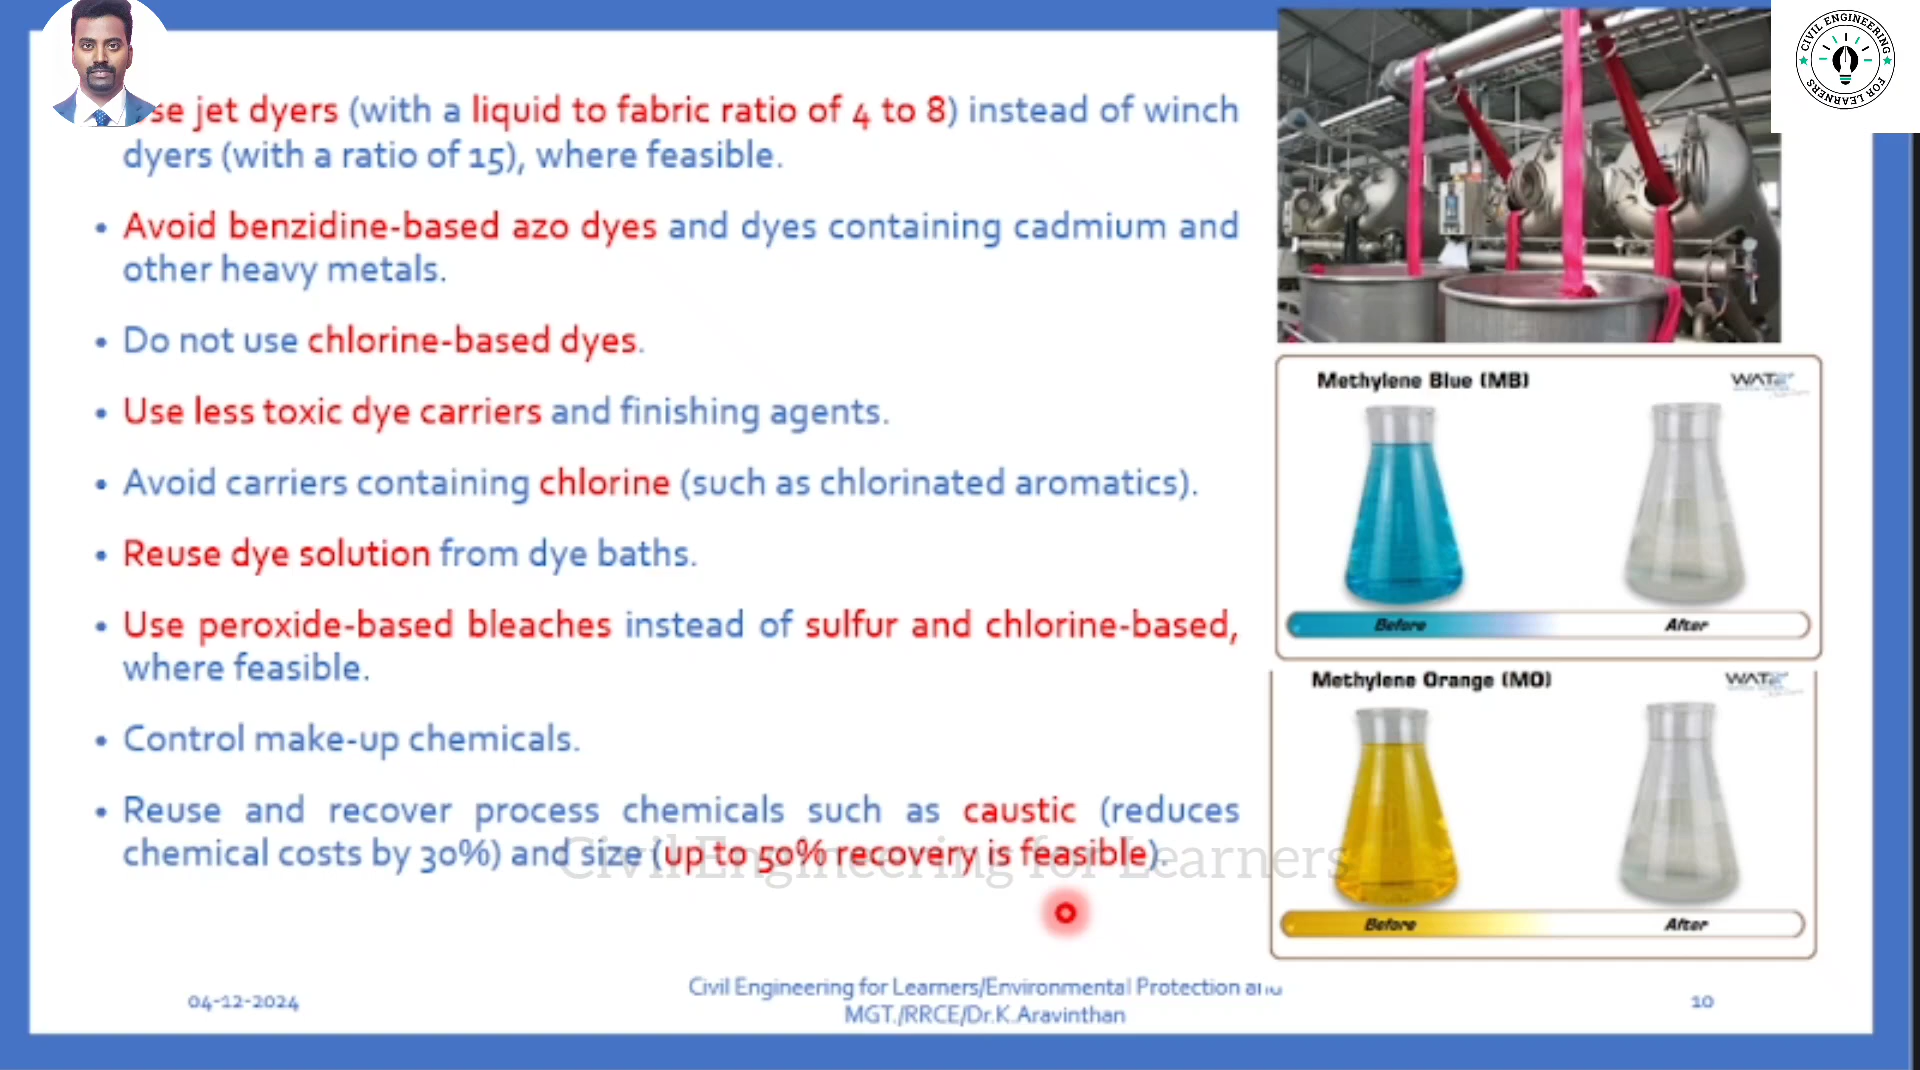 se jet dyers (with a liquid to fabric ratio of 4 to 8) instead of winch
dyers (with a ratio of 15), where feasible.
• Avoid benzidine-based azo dyes and dyes containing cadmium and
other heavy metals.
• Do not use chlorine-based dyes.
• Use less toxic dye carriers and finishing agents.
• Avoid carriers containing chlorine (such as chlorinated aromatics).
• Reuse dye solution from dye baths.
• Use peroxide-based bleaches instead of sulfur and chlorine-based,
where feasible.
• Control make-up chemicals.
• Reuse and recover process chemicals such as caustic (reduces
chemical costs by 30%) and size (up to 50% recovery is feasible).
Civil Engineering for Learners
CIVIL ENGINEERING
FOR LEARNERS
Methylene Blue (MB)
Before After
Methylene Orange (MO)
Before After
04-12-2024
Civil Engineering for Learners/Environmental Protection and
MGT./RRCE/Dr.K.Aravinthan
10